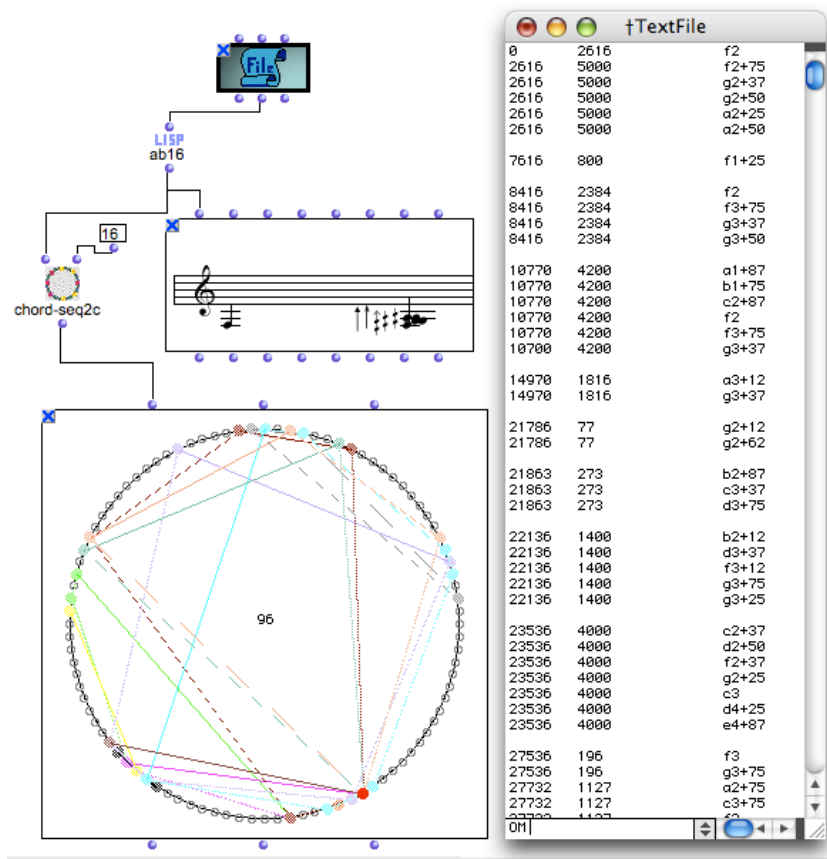 File
LISP
ab16
16
chord-seq2c
96
†TextFile
0 2616 f2
2616 5000 f2+75
2616 5000 g2+37
2616 5000 g2+50
2616 5000 a2+25
2616 5000 a2+50
7616 800 f1+25
8416 2384 f2
8416 2384 f3+75
8416 2384 g3+37
8416 2384 g3+50
10770 4200 a1+87
10770 4200 b1+75
10770 4200 c2+87
10770 4200 f2
10770 4200 f3+75
10700 4200 g3+37
14970 1816 a3+12
14970 1816 g3+37
21786 77 g2+12
21786 77 g2+62
21863 273 b2+87
21863 273 c3+37
21863 273 d3+75
22136 1400 b2+12
22136 1400 d3+37
22136 1400 f3+12
22136 1400 g3+75
22136 1400 g3+25
23536 4000 c2+37
23536 4000 d2+50
23536 4000 f2+37
23536 4000 g2+25
23536 4000 c3
23536 4000 d4+25
23536 4000 e4+87
27536 196 f3
27536 196 g3+75
27732 1127 a2+75
27732 1127 c3+75
OM